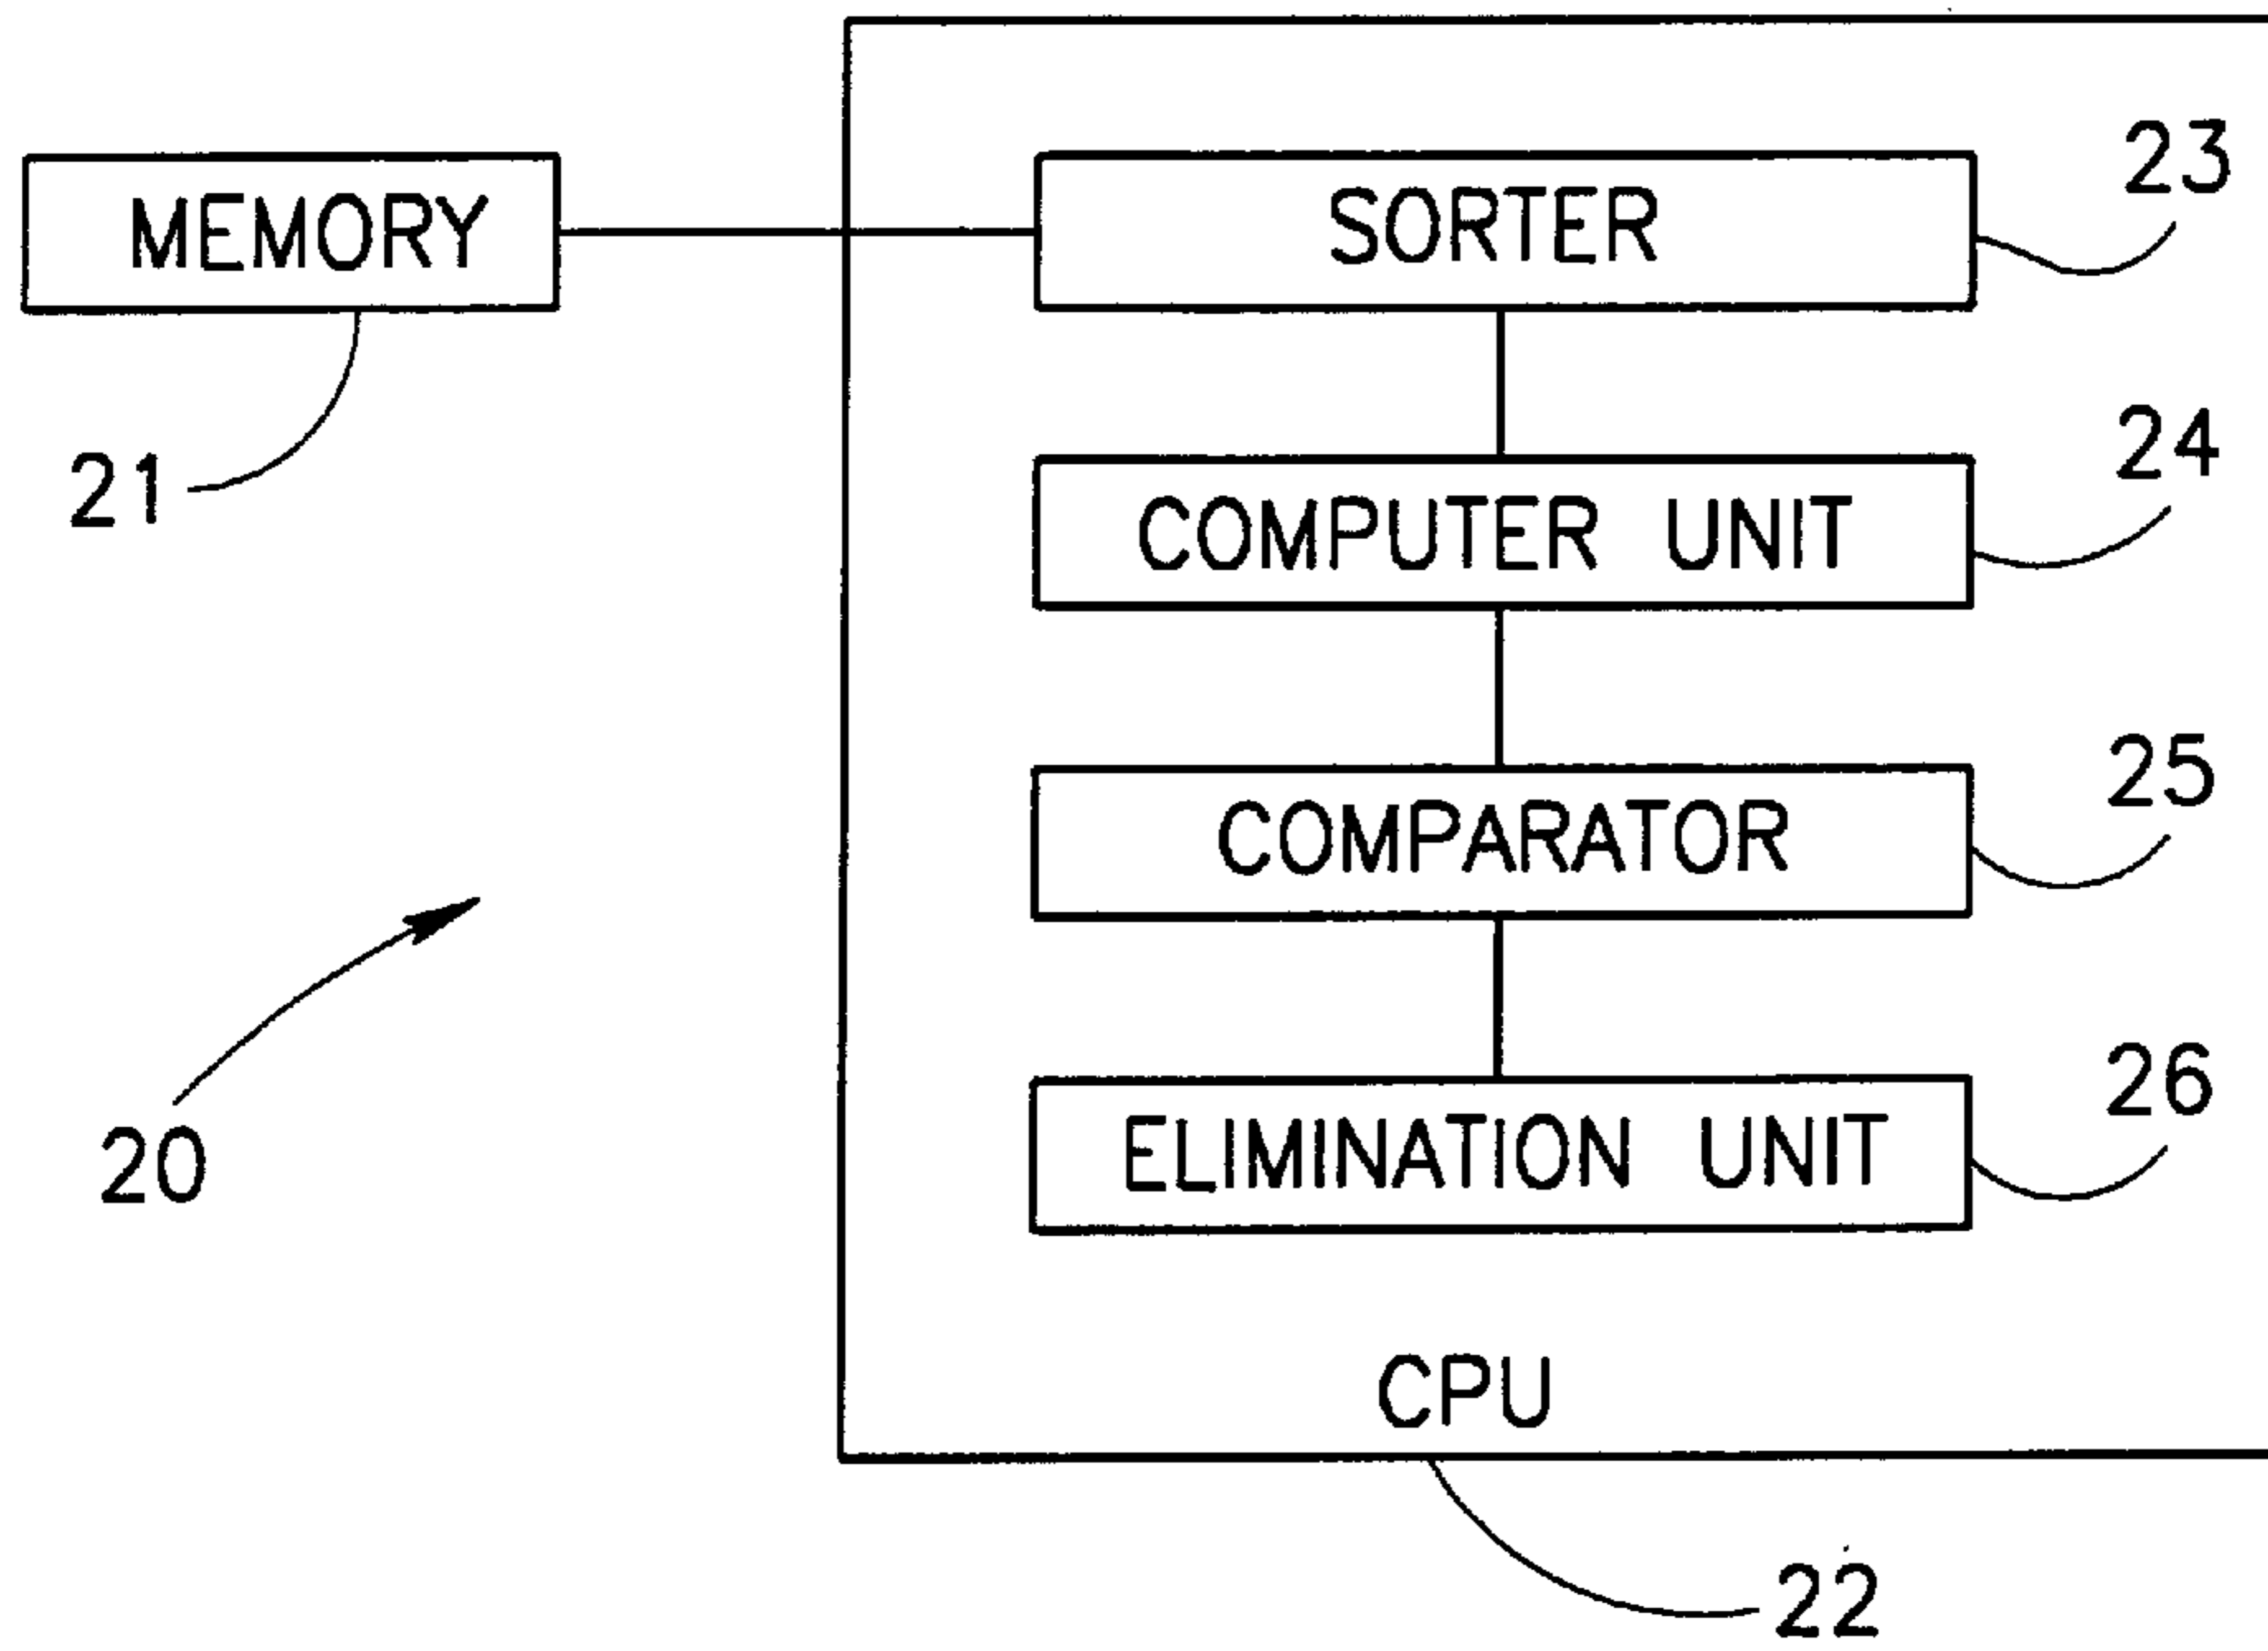 23
MEMORY
SORTER
24
21
COMPUTER UNIT
25
COMPARATOR
26
20
ELIMINATION UNIT
CPU
22